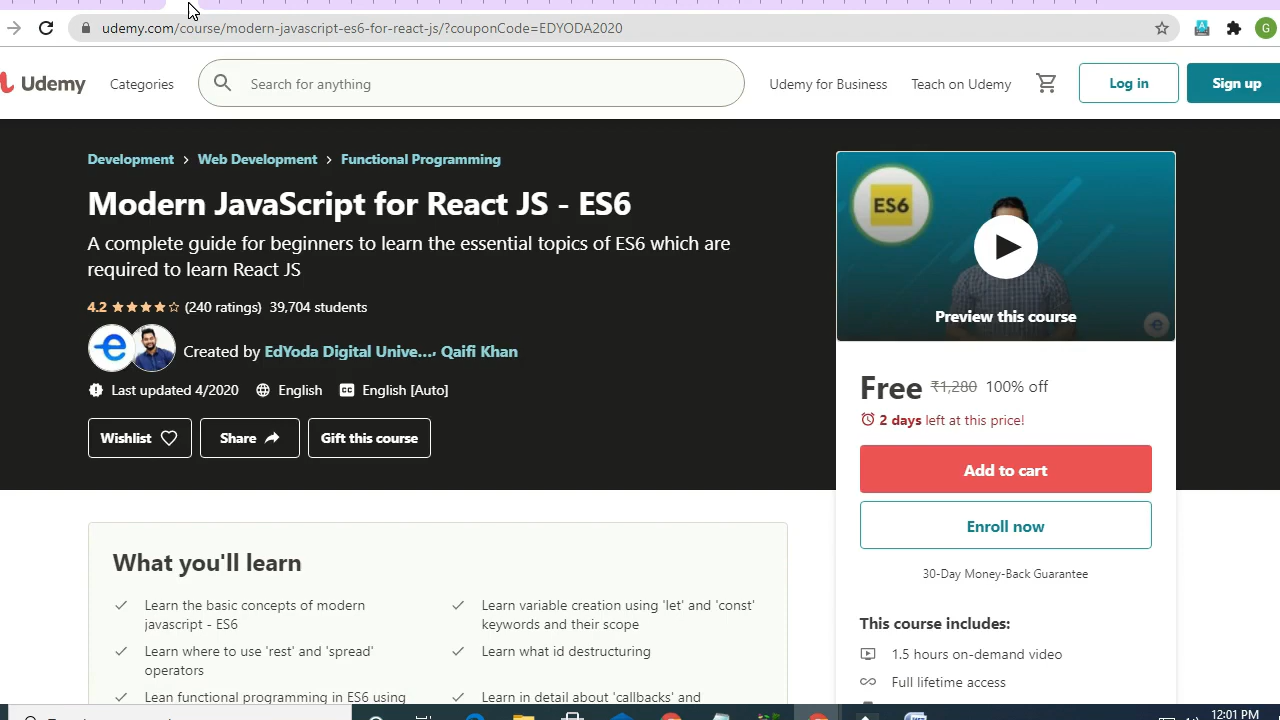 udemy.com/course/modern-javascript-es6-for-react-js/?couponCode=EDYODA2020
G
Udemy
Categories
Search for anything
Udemy for Business
Teach on Udemy
Log in
Sign up
Development > Web Development > Functional Programming
Modern JavaScript for React JS - ES6
A complete guide for beginners to learn the essential topics of ES6 which are
required to learn React JS
4.2 (240 ratings) 39,704 students
Created by EdYoda Digital Unive..., Qaifi Khan
Last updated 4/2020 English CC English [Auto]
Wishlist
Share
Gift this course
ES6
Preview this course
Free ₹1,280 100% off
2 days left at this price!
Add to cart
Enroll now
30-Day Money-Back Guarantee
This course includes:
1.5 hours on-demand video
Full lifetime access
What you'll learn
Learn the basic concepts of modern
javascript - ES6
Learn variable creation using 'let' and 'const'
keywords and their scope
Learn where to use 'rest' and 'spread'
operators
Learn what id destructuring
Lean functional programming in ES6 using
Learn in detail about 'callbacks' and
12:01 PM